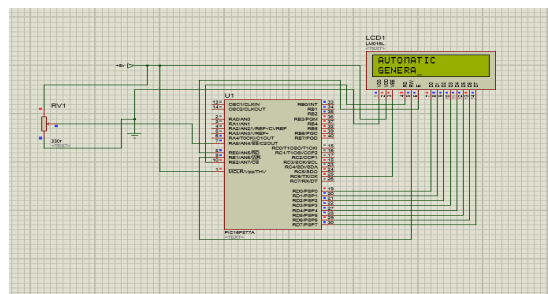 LCD1
LM016L
AUTOMATIC
GENERA_
+5V
U1
RV1
OSC1/CLKIN
OSC2/CLKOUT
RA0/AN0
RA1/AN1
RA2/AN2/VREF-/CVREF
RA3/AN3/VREF+
RA4/T0CKI/C1OUT
RA5/AN4/SS/C2OUT
RE0/AN5/RD
RE1/AN6/WR
RE2/AN7/CS
MCLR/Vpp/THV
RB0/INT
RB1
RB2
RB3/PGM
RB4
RB5
RB6/PGC
RB7/PGD
RC0/T1OSO/T1CKI
RC1/T1OSI/CCP2
RC2/CCP1
RC3/SCK/SCL
RC4/SDI/SDA
RC5/SDO
RC6/TX/CK
RC7/RX/DT
RD0/PSP0
RD1/PSP1
RD2/PSP2
RD3/PSP3
RD4/PSP4
RD5/PSP5
RD6/PSP6
RD7/PSP7
PIC16F877A
<TEXT>